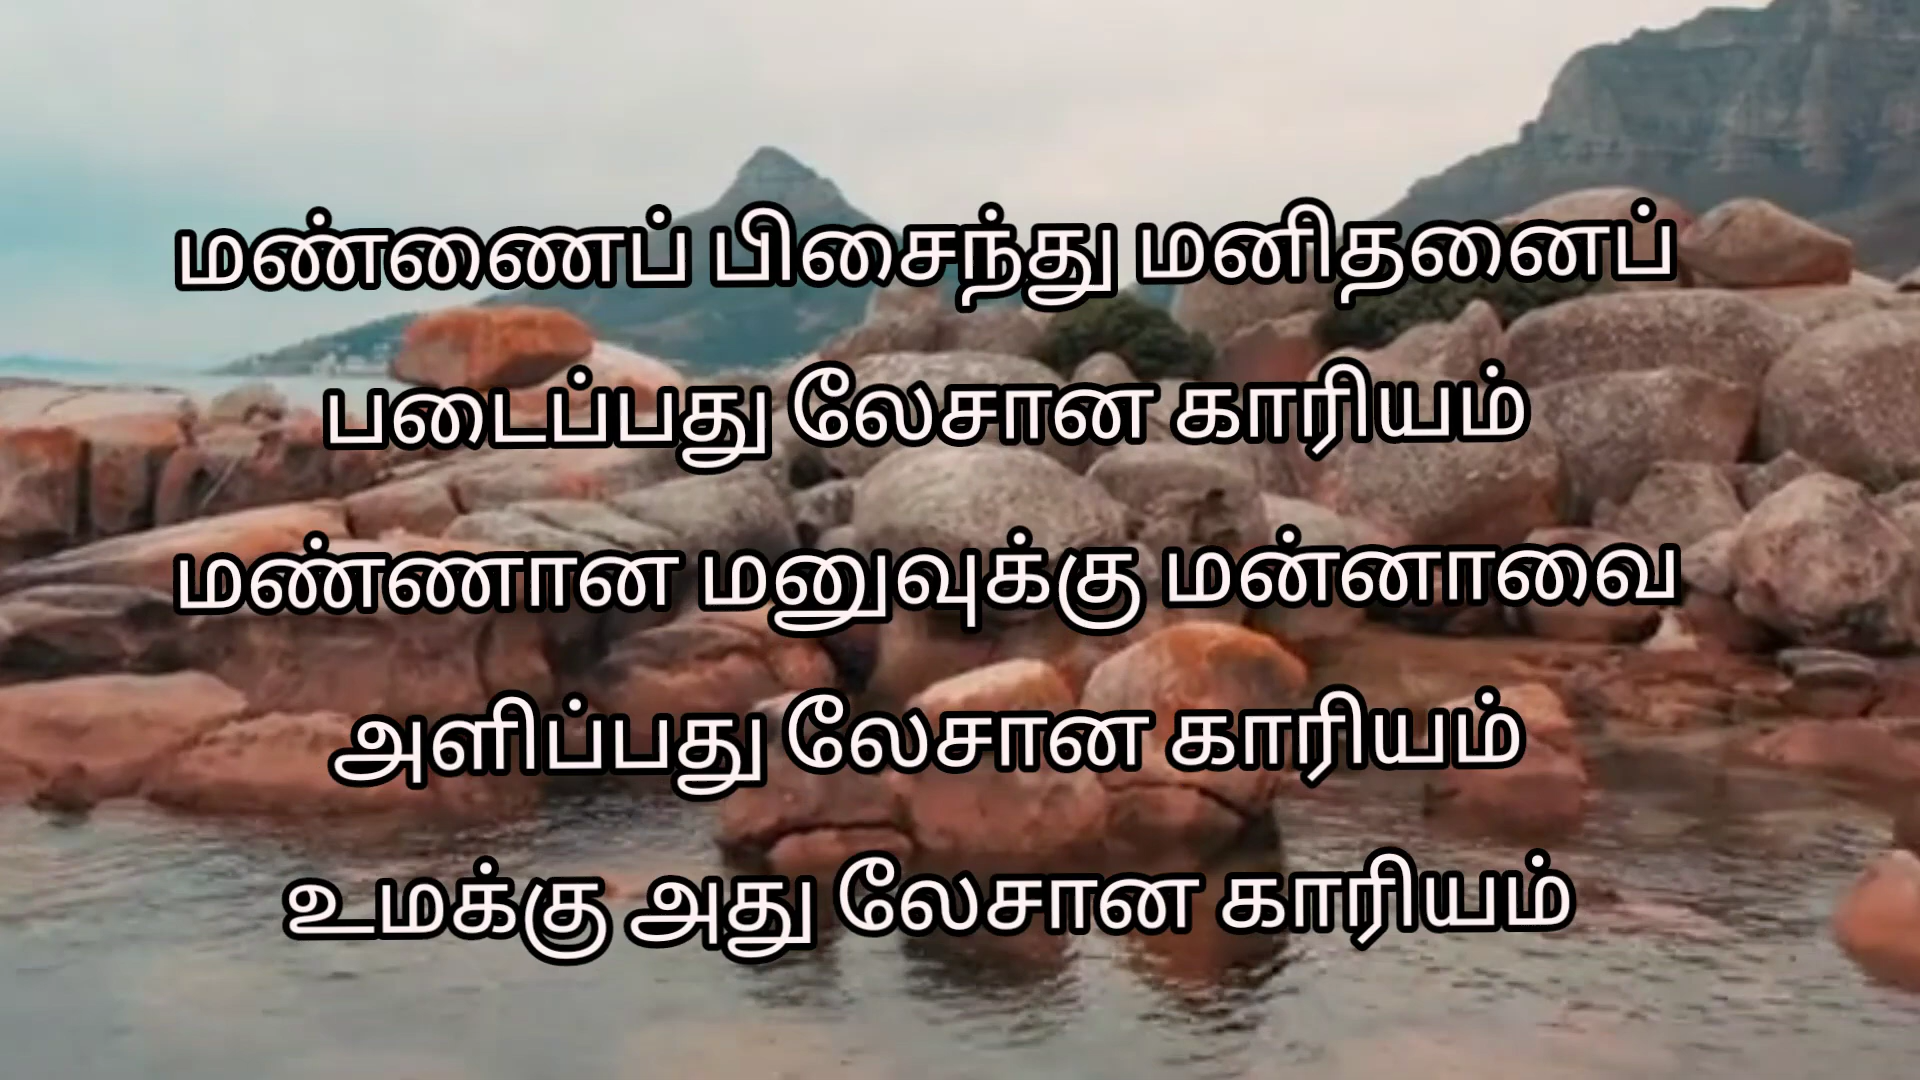 மண்ணைப் பிசைந்து மனிதனைப்
படைப்பது லேசான காரியம்
மண்ணான மனுவுக்கு மன்னாவை
அளிப்பது லேசான காரியம்
உமக்கு அது லேசான காரியம்